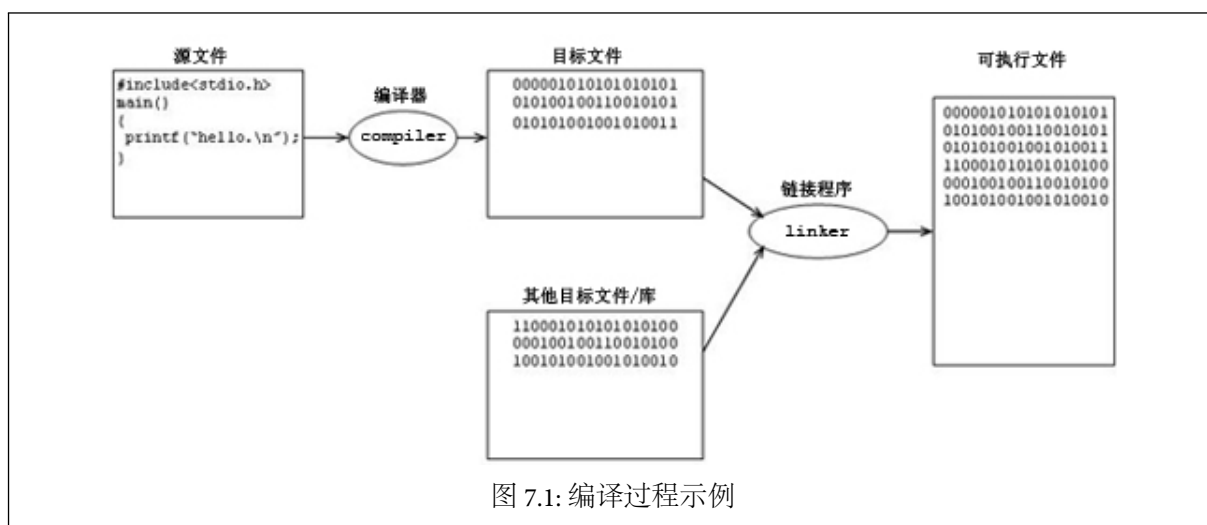 源文件
#include<stdio.h>
main()
{
printf("hello.\n");
}
编译器
compiler
目标文件
000001010101010101
010100100110010101
010101001001010011
其他目标文件/库
110001010101010100
000100100110010100
100101001001010010
链接程序
linker
可执行文件
000001010101010101
010100100110010101
010101001001010011
110001010101010100
000100100110010100
100101001001010010
图 7.1: 编译过程示例